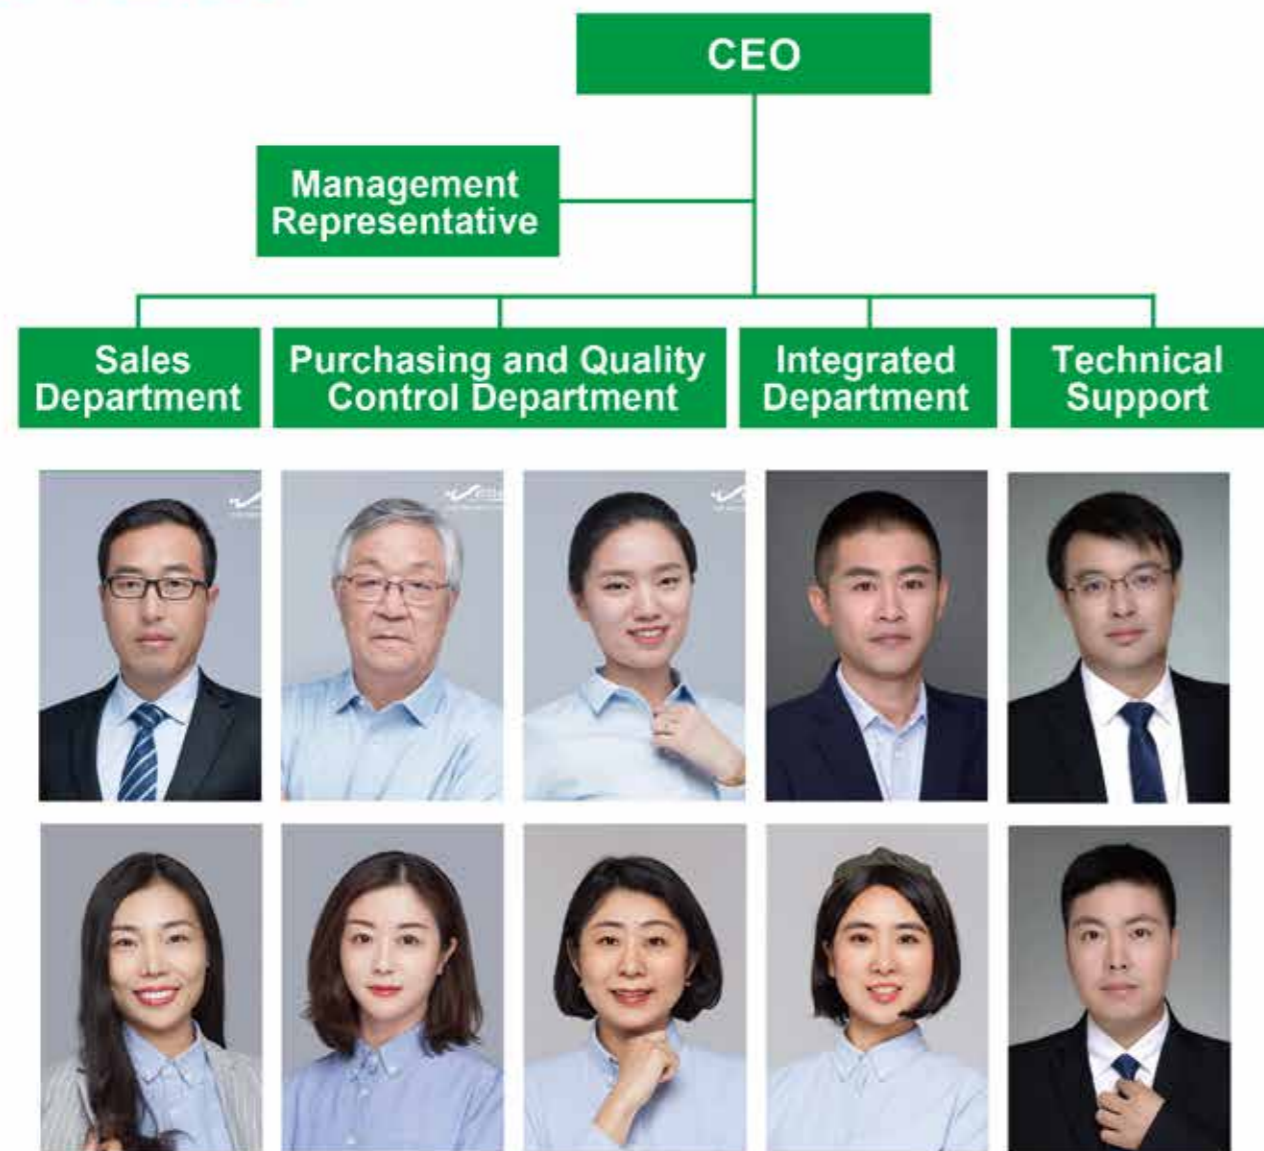 CEO
Management
Representative
Sales
Department
Purchasing and Quality
Control Department
Integrated
Department
Technical
Support